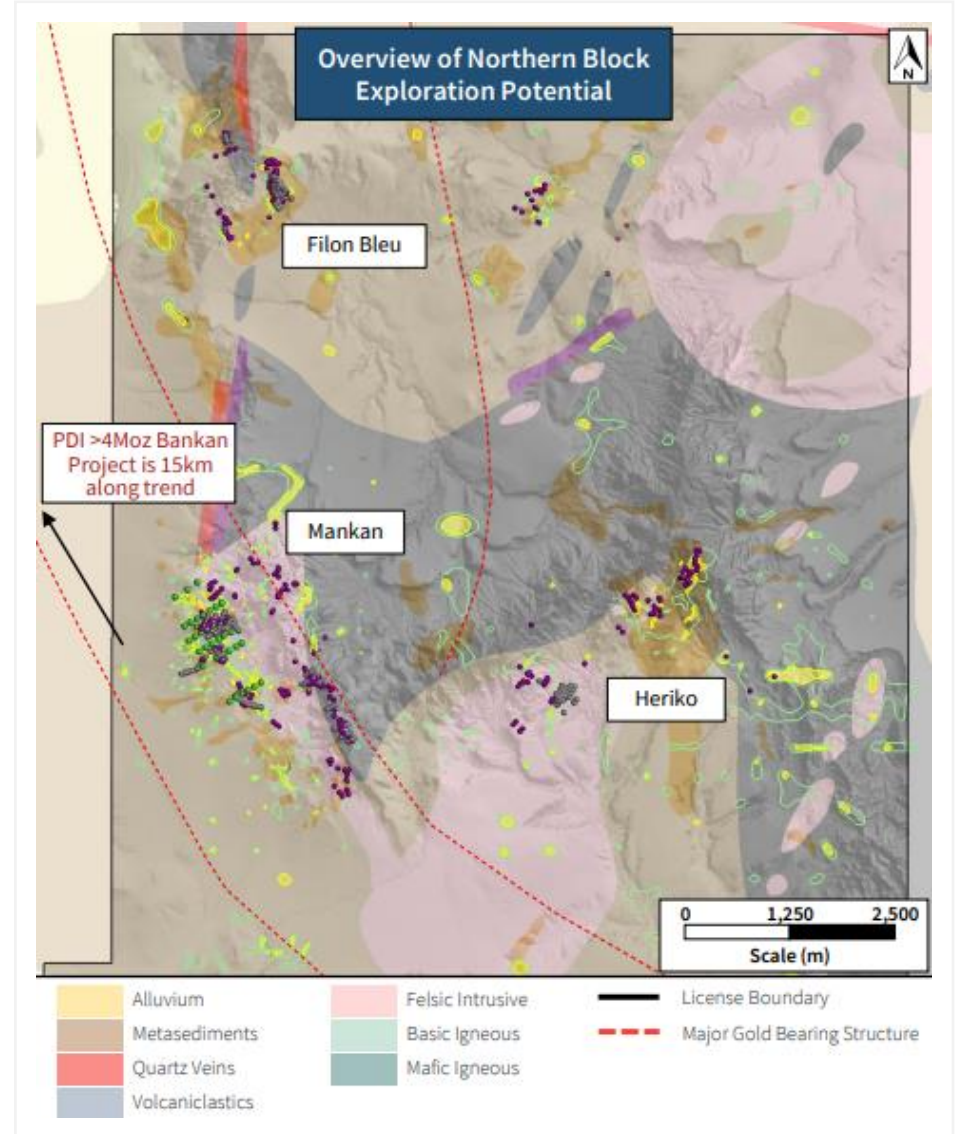 Overview of Northern Block
Exploration Potential
N
Filon Bleu
PDI >4Moz Bankan
Project is 15km
along trend
Mankan
Heriko
0 1,250 2,500
Scale (m)
Alluvium
Metasediments
Quartz Veins
Volcaniclastics
Felsic Intrusive
Basic Igneous
Mafic Igneous
License Boundary
Major Gold Bearing Structure